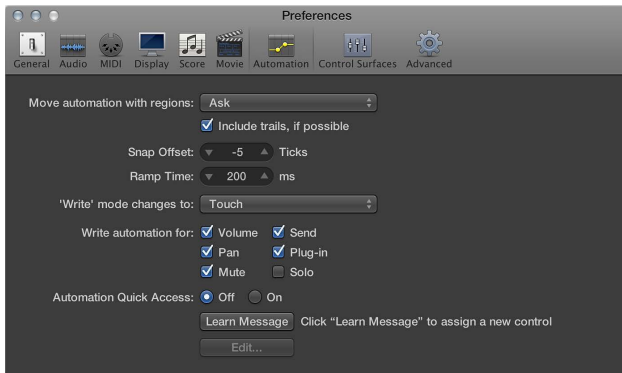 Preferences
General Audio MIDI Display Score Movie Automation Control Surfaces Advanced
Move automation with regions: Ask
Include trails, if possible
Snap Offset: -5 Ticks
Ramp Time: 200 ms
'Write' mode changes to: Touch
Write automation for: Volume Send
Pan Plug-in
Mute Solo
Automation Quick Access: Off On
Learn Message Click “Learn Message” to assign a new control
Edit...